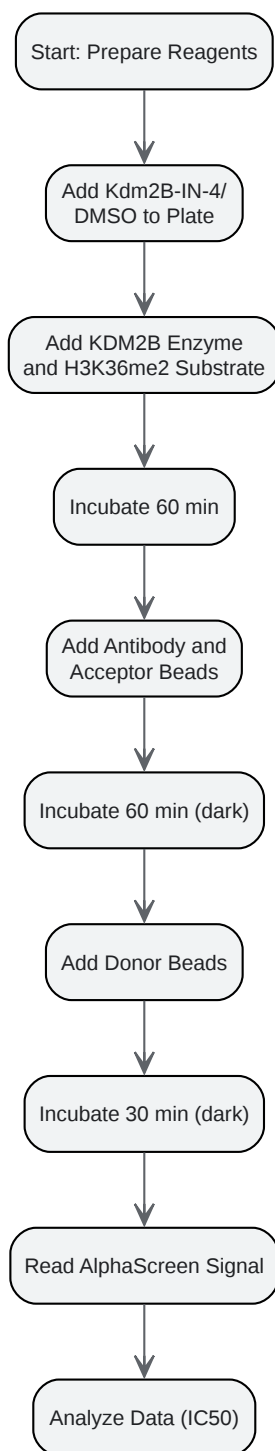 Start: Prepare Reagents
Add Kdm2B-IN-4/
DMSO to Plate
Add KDM2B Enzyme
and H3K36me2 Substrate
Incubate 60 min
Add Antibody and
Acceptor Beads
Incubate 60 min (dark)
Add Donor Beads
Incubate 30 min (dark)
Read AlphaScreen Signal
Analyze Data (IC50)